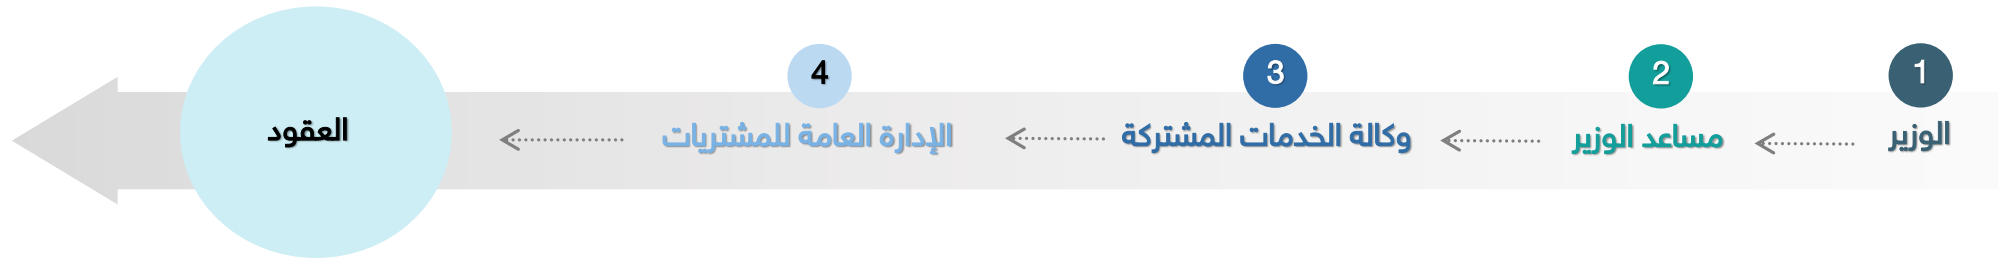 1
الوزير
2
مساعد الوزير
3
وكالة الخدمات المشتركة
4
الإدارة العامة للمشتريات
العقود